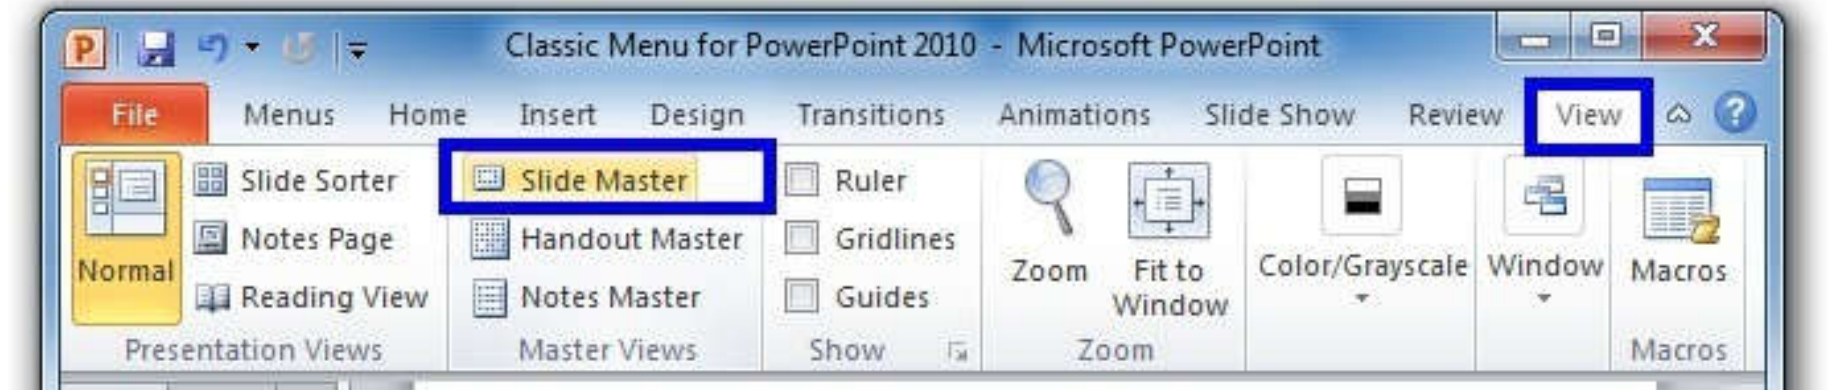 Classic Menu for PowerPoint 2010 - Microsoft PowerPoint
File Menus Home Insert Design Transitions Animations Slide Show Review View
Slide Sorter Slide Master Ruler
Notes Page Handout Master Gridlines
Normal Zoom Fit to Window Color/Grayscale Window Macros
Reading View Notes Master Guides
Presentation Views Master Views Show Zoom Macros